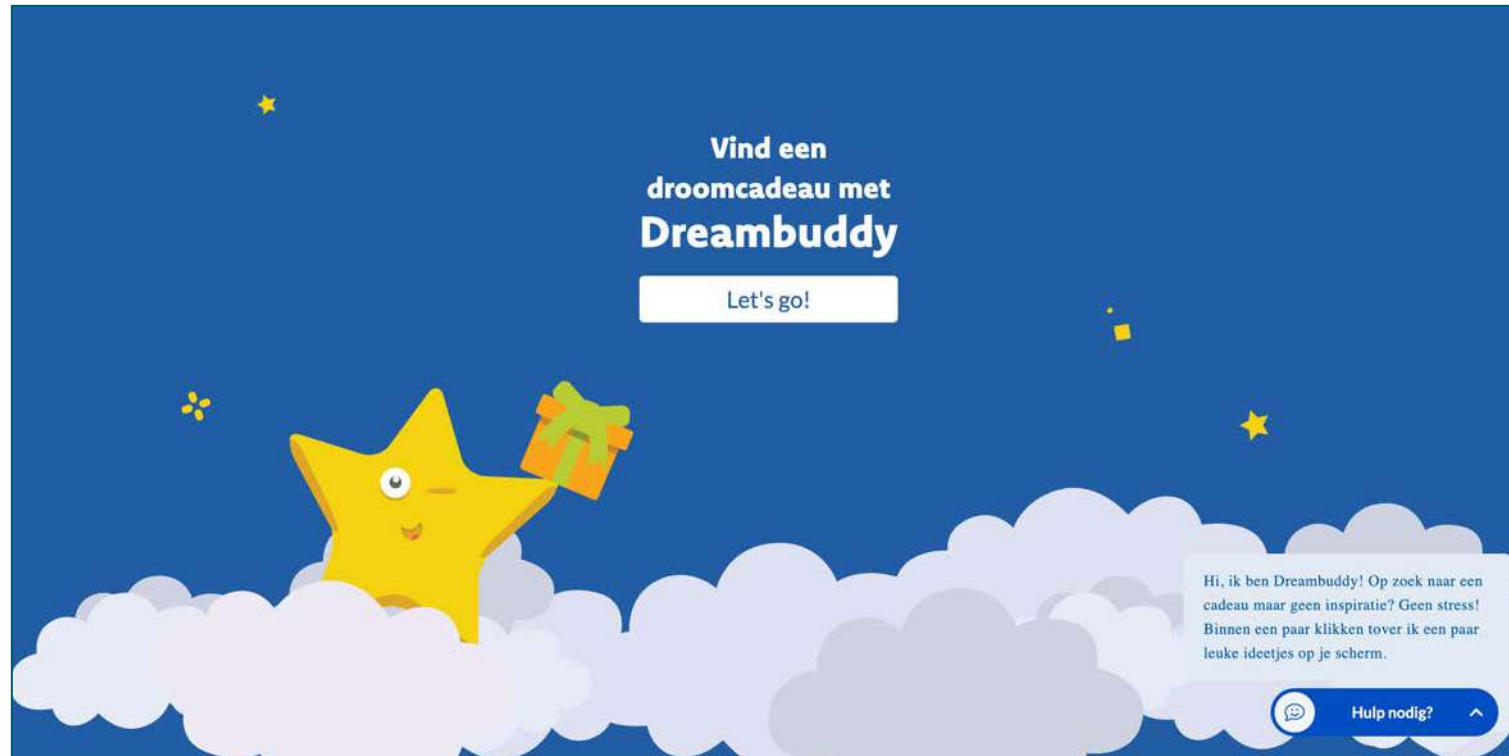 Vind een
droomcadeau met
Dreambuddy
Let's go!
Hi, ik ben Dreambuddy! Op zoek naar een
cadeau maar geen inspiratie? Geen stress!
Binnen een paar klikken tover ik een paar
leuke ideetjes op je scherm.
Hulp nodig?